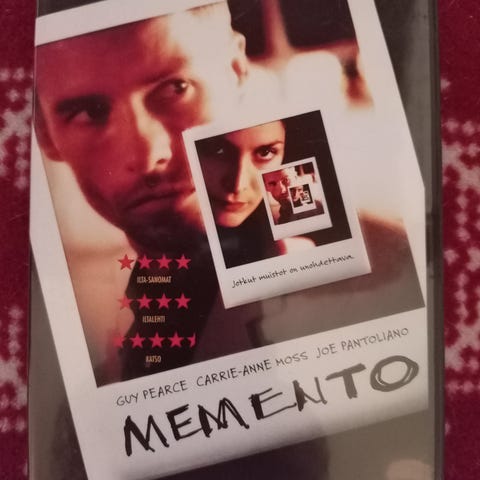 Jotkut muistot on unohdettava.
ILTA-SANOMAT
ILTALEHTI
KATSO
GUY PEARCE CARRIE-ANNE MOSS JOE PANTOLIANO
MEMENTO